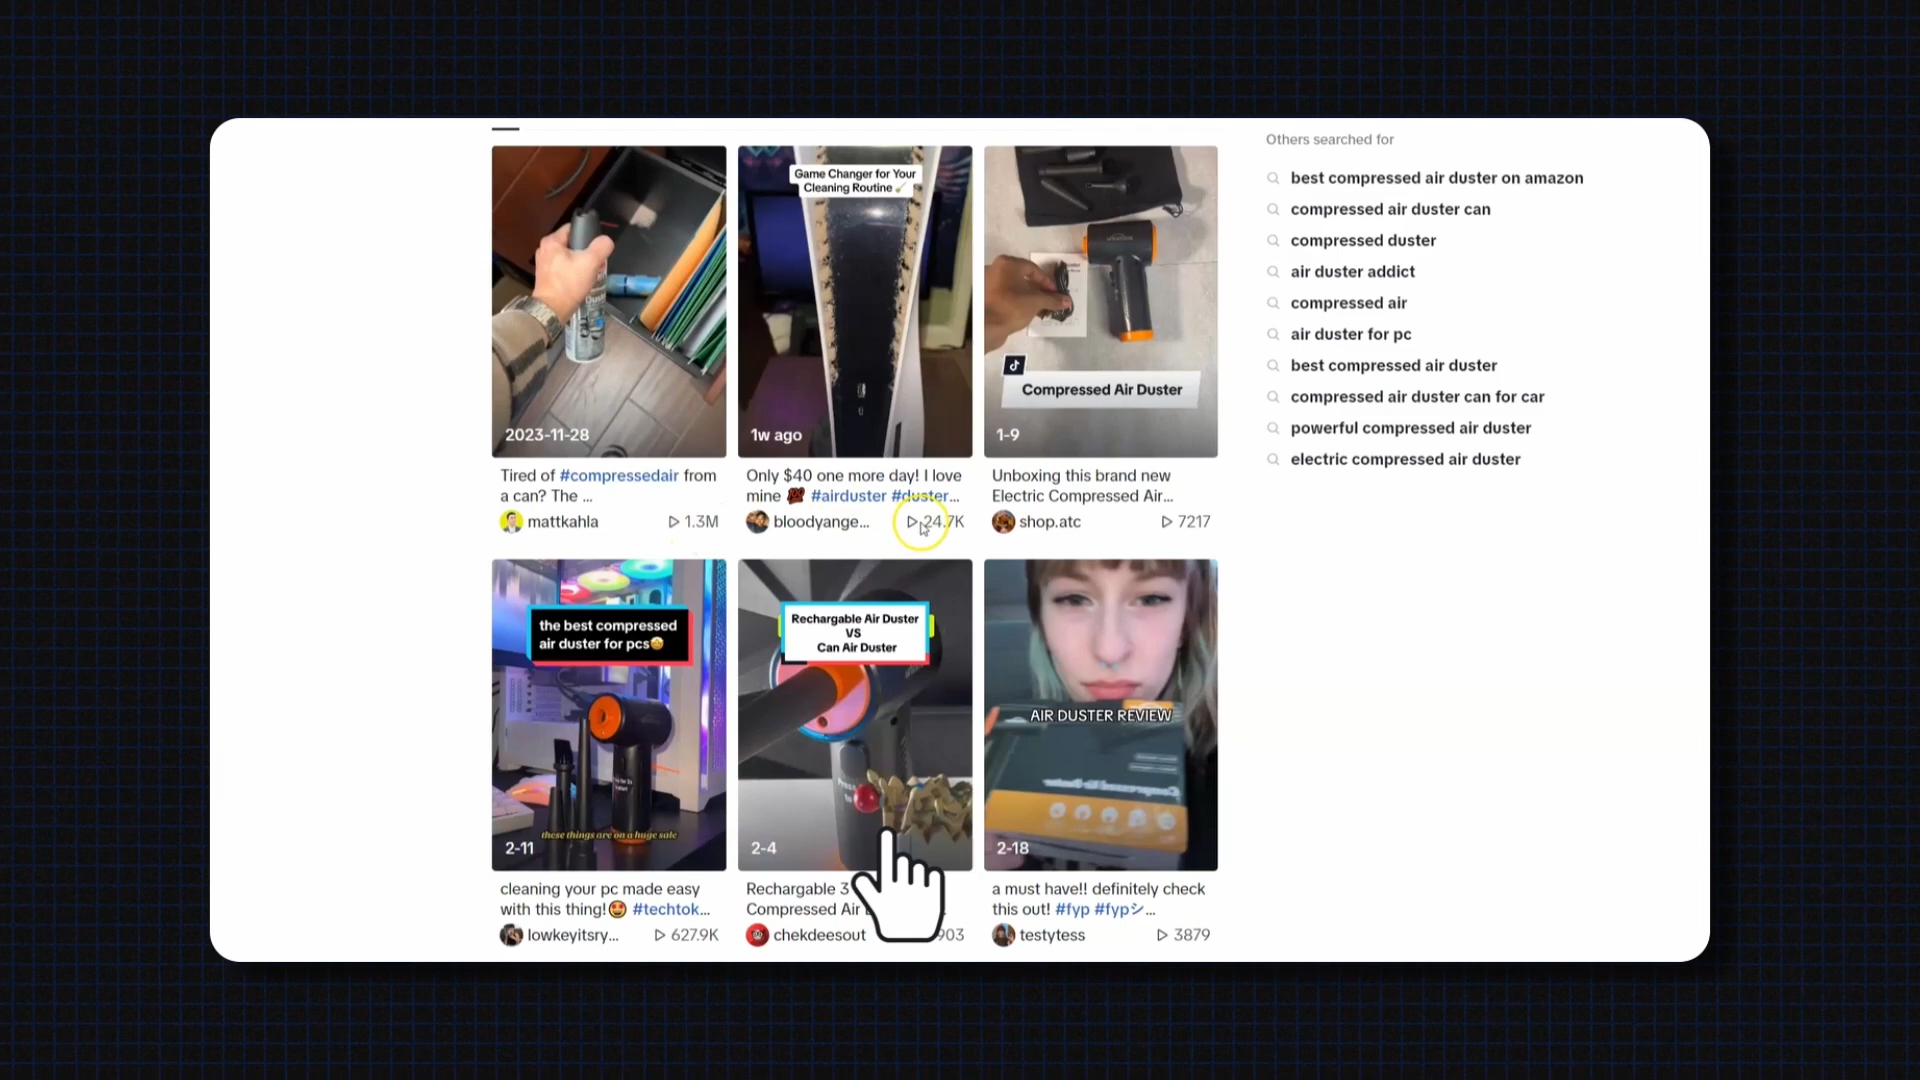 Others searched for
best compressed air duster on amazon
compressed air duster can
compressed duster
air duster addict
compressed air
air duster for pc
best compressed air duster
compressed air duster can for car
powerful compressed air duster
electric compressed air duster
2023-11-28
Tired of #compressedair from
a can? The ...
mattkahla
1.3M
Game Changer for Your
Cleaning Routine
1w ago
Only $40 one more day! I love
mine 💯 #airduster #duster...
bloodyange...
24.7K
Compressed Air Duster
1-9
Unboxing this brand new
Electric Compressed Air...
shop.atc
7217
the best compressed
air duster for pcs🤩
these things are on a huge sale
2-11
cleaning your pc made easy
with this thing!🤩 #techtok...
lowkeyitsry...
627.9K
Rechargable Air Duster
VS
Can Air Duster
2-4
Rechargable 3
Compressed Air
chekdeesout
903
AIR DUSTER REVIEW
2-18
a must have!! definitely check
this out! #fyp #fypシ...
testytess
3879